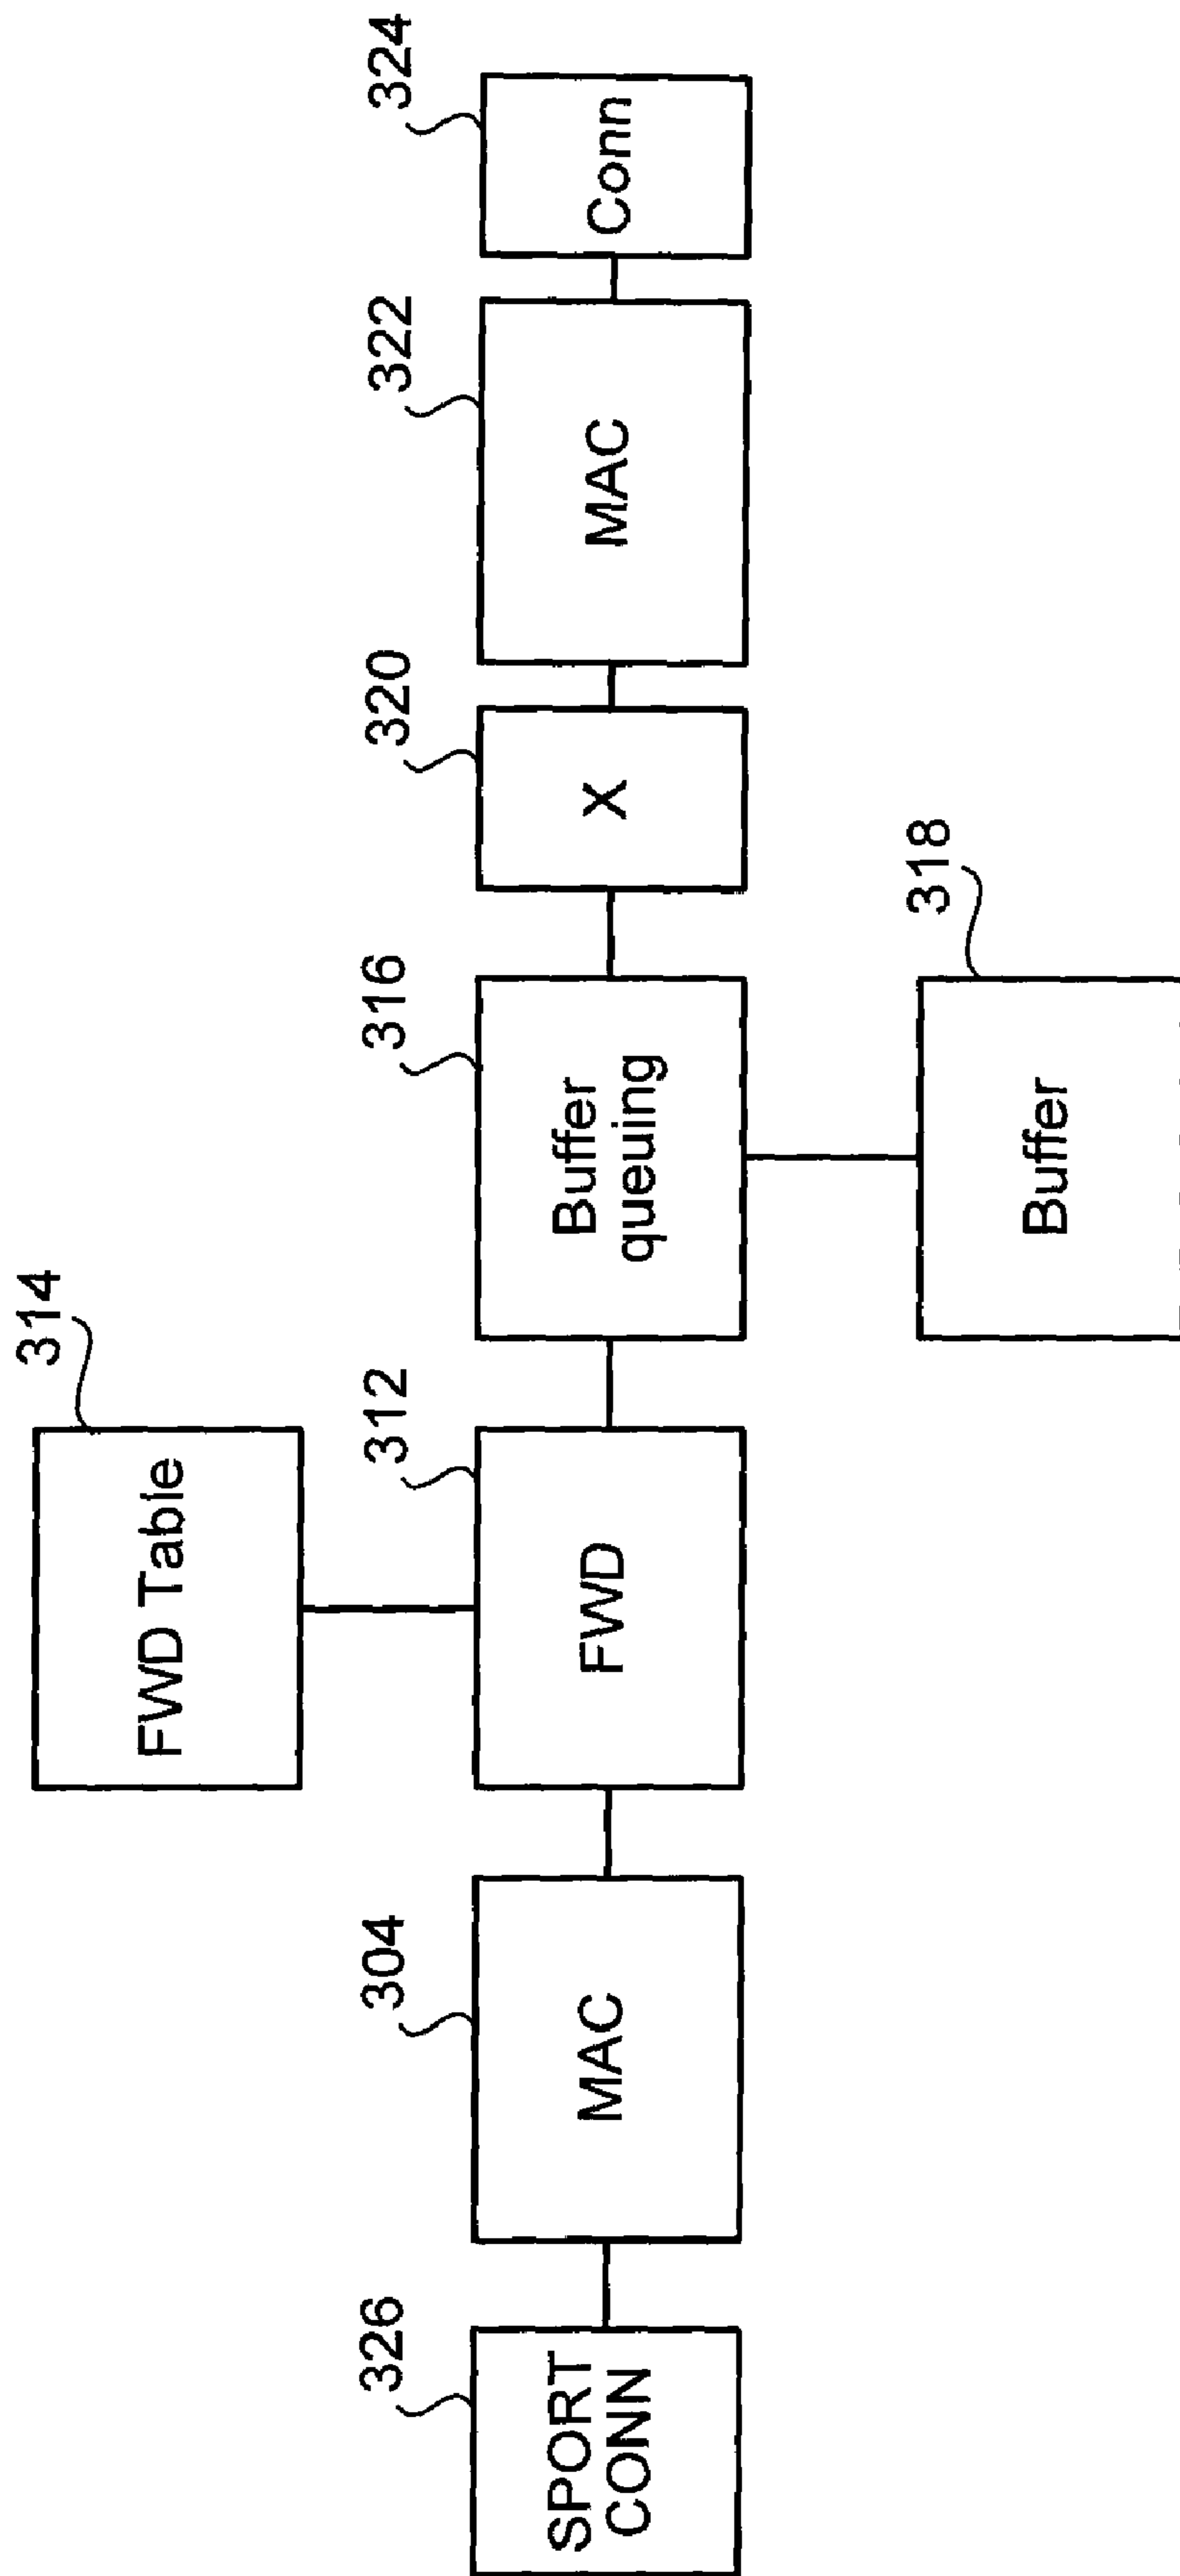 FWD Table
314
SPORT
CONN
326
MAC
304
FWD
312
Buffer
queuing
316
X
320
MAC
322
Conn
324
Buffer
318